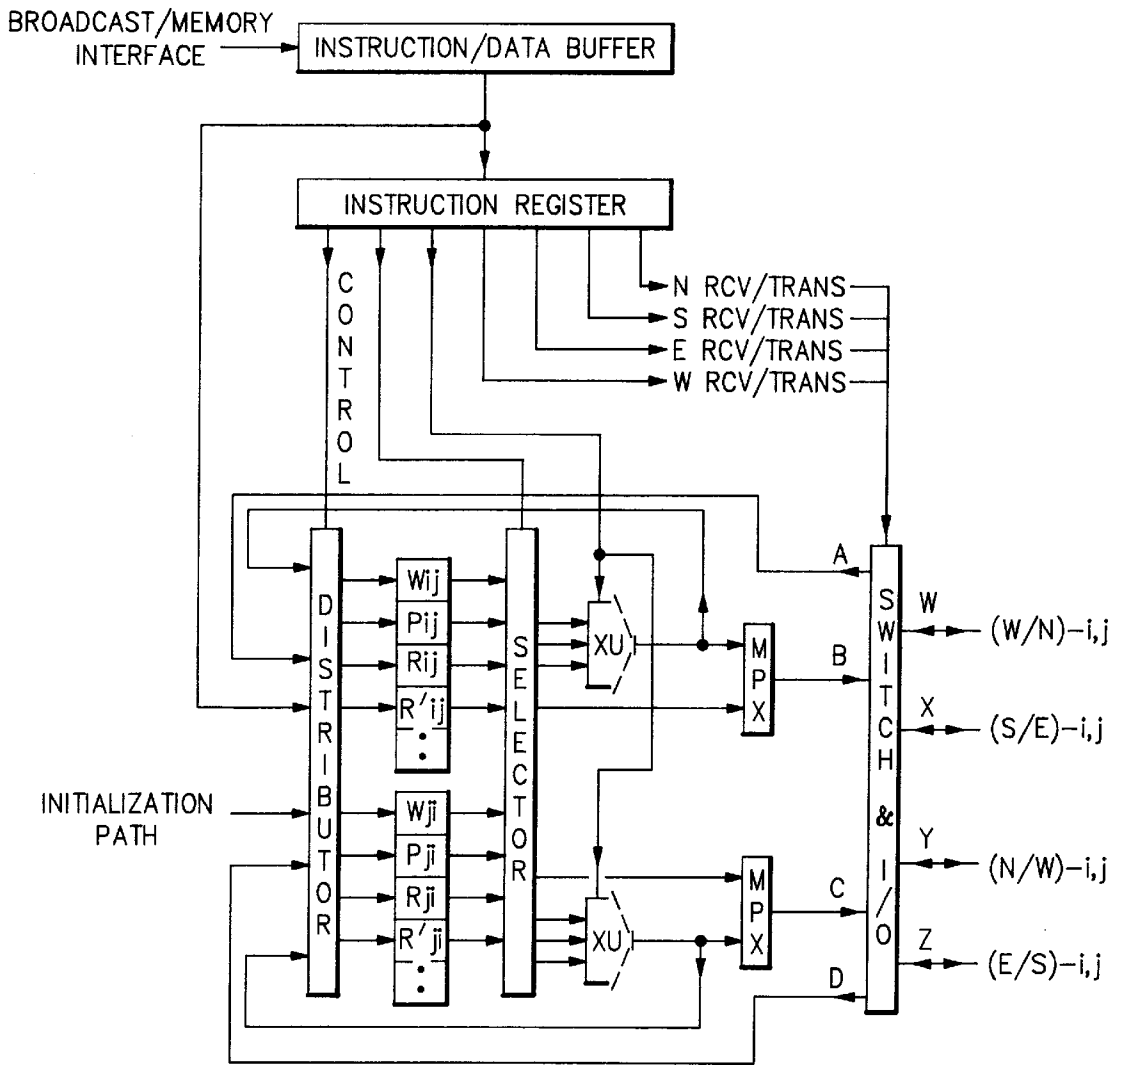 BROADCAST/MEMORY
INTERFACE
INSTRUCTION/DATA BUFFER
INSTRUCTION REGISTER
CONTROL
N RCV/TRANS
S RCV/TRANS
E RCV/TRANS
W RCV/TRANS
DISTRIBUTOR
Wij
Pij
Rij
R'ij
SELECTOR
XU
MPX
A
B
SWITCH & I/O
W
(W/N)-i,j
X
(S/E)-i,j
INITIALIZATION
PATH
Wji
Pji
Rji
R'ji
XU
MPX
C
D
Y
(N/W)-i,j
Z
(E/S)-i,j